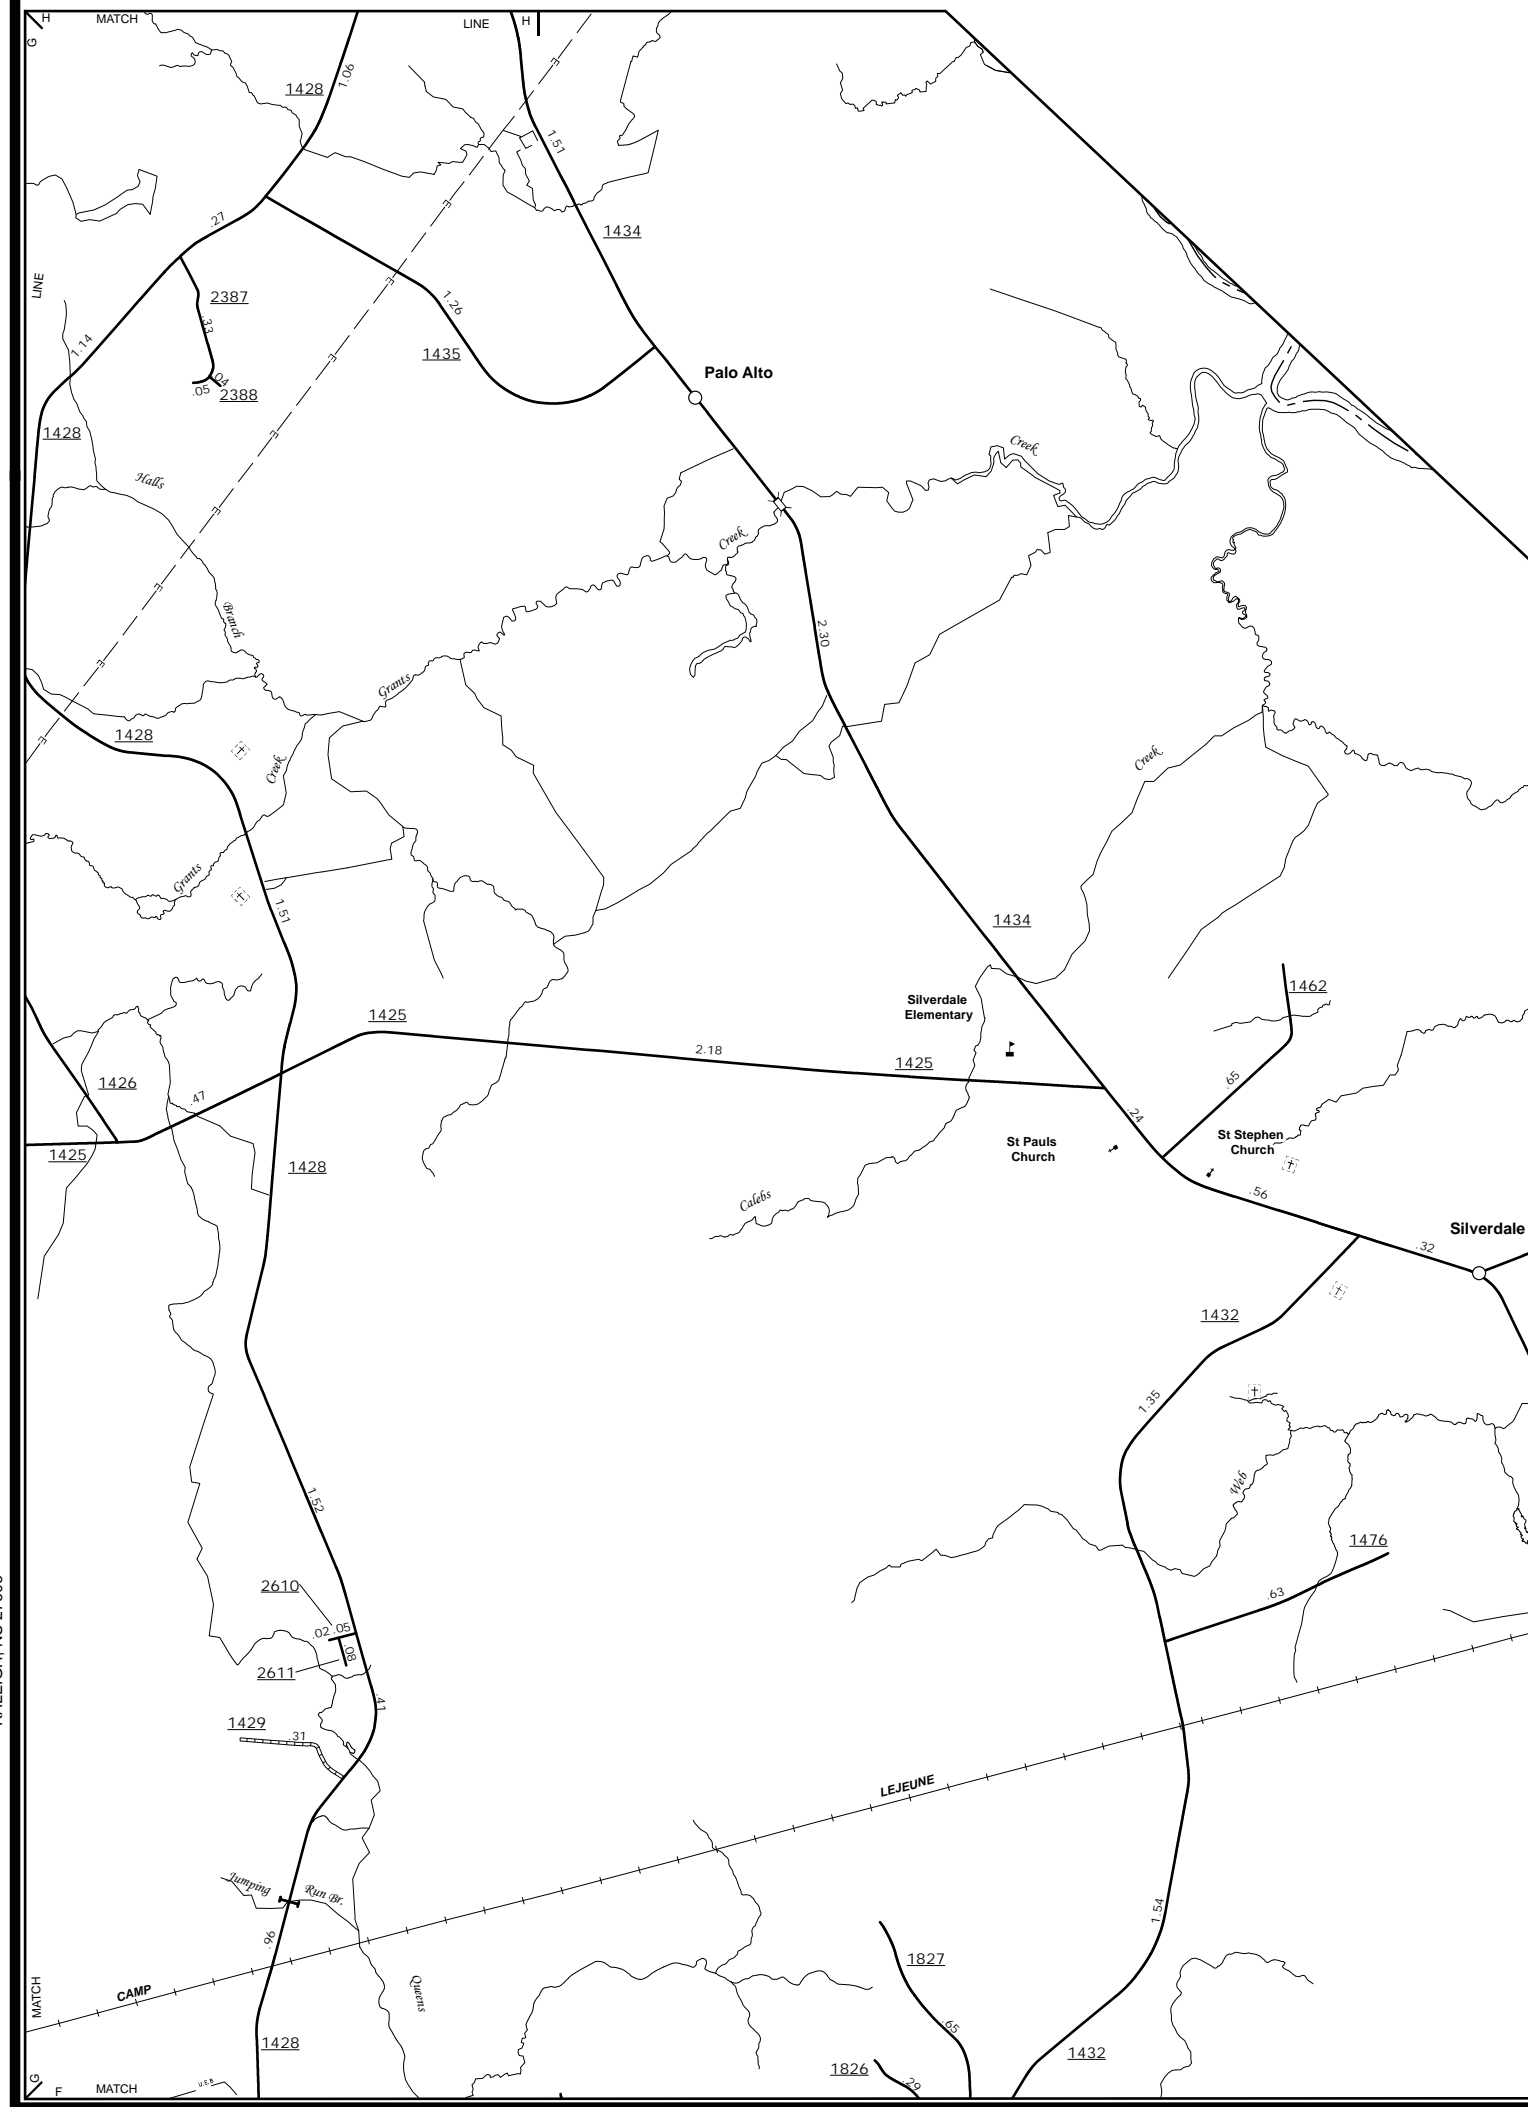 H
MATCH
LINE
H
G
1428
1.06
1.51
E
E
.27
1434
LINE
E
2387
.33
1.26
1.14
1435
E
Palo Alto
.04
.05
2388
1428
E
Creek
Halls
E
Creek
E
Branch
2.30
E
Grants
1428
E
Creek
Creek
Grants
1.51
1434
1462
Silverdale
Elementary
1425
2.18
1425
1426
.47
.65
.24
St Stephen
Church
St Pauls
Church
1425
1428
.56
Calebs
Silverdale
.32
1432
1.35
Web
1.52
1476
2610
.63
.02
.05
.08
2611
.41
1429
.31
LEJEUNE
Jumping
Run Br.
1.54
.96
1827
MATCH
CAMP
Queens
.65
1428
1432
1826
G
F
MATCH
U.E.B
.29